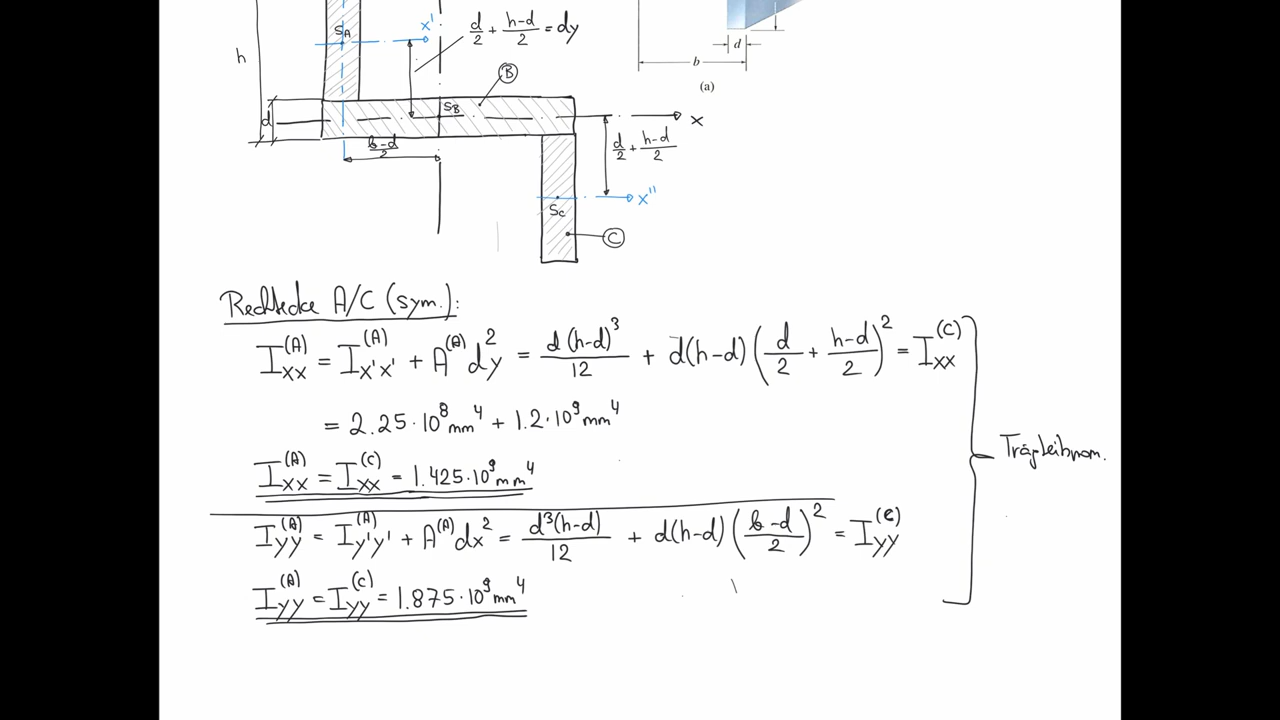 h
S_A
x'
d/2 + (h-d)/2 = dy
d
b
(a)
B
d
S_B
x
(b-d)/2
d/2 + (h-d)/2
x''
S_C
C
Rechtecke A/C (sym.):
I_xx^(A) = I_x'x'^(A) + A^(A) dy^2 = d(h-d)^3/12 + d(h-d)(d/2 + (h-d)/2)^2 = I_xx^(C)
= 2.25·10^8 mm^4 + 1.2·10^9 mm^4
I_xx^(A) = I_xx^(C) = 1.425·10^9 mm^4
I_yy^(A) = I_y'y'^(A) + A^(A) dx^2 = d^3(h-d)/12 + d(h-d)((b-d)/2)^2 = I_yy^(C)
I_yy^(A) = I_yy^(C) = 1.875·10^9 mm^4